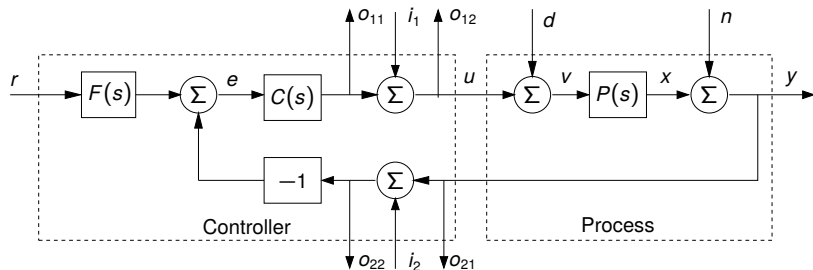 o11 i1 o12 d n
r F(s) Σ e C(s) Σ u Σ v P(s) x Σ y
−1 Σ
Controller Process
o22 i2 o21